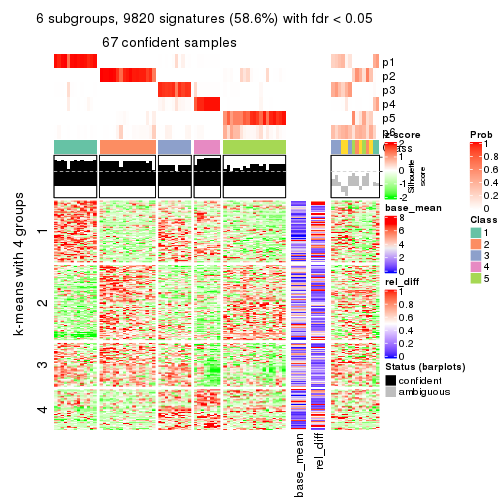 6 subgroups, 9820 signatures (58.6%) with fdr < 0.05
67 confident samples
p1
p2
p3
p4
p5
p6
Class
1
2
3
4
k-means with 4 groups
base_mean
rel_diff
z-score
2
1
0
-1
-2
Silhouette
score
base_mean
8
6
4
2
0
rel_diff
1
0.8
0.6
0.4
0.2
0
Status (barplots)
confident
ambiguous
Prob
1
0.8
0.6
0.4
0.2
0
Class
1
2
3
4
5